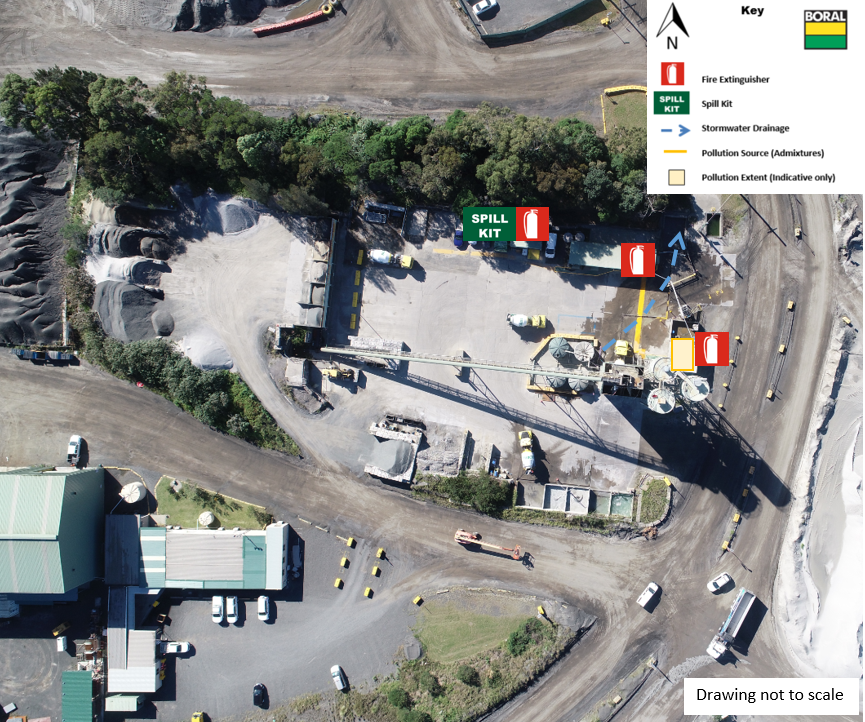 Key
BORAL
N
Fire Extinguisher
SPILL
KIT
Spill Kit
Stormwater Drainage
Pollution Source (Admixtures)
Pollution Extent (Indicative only)
SPILL
KIT
Drawing not to scale